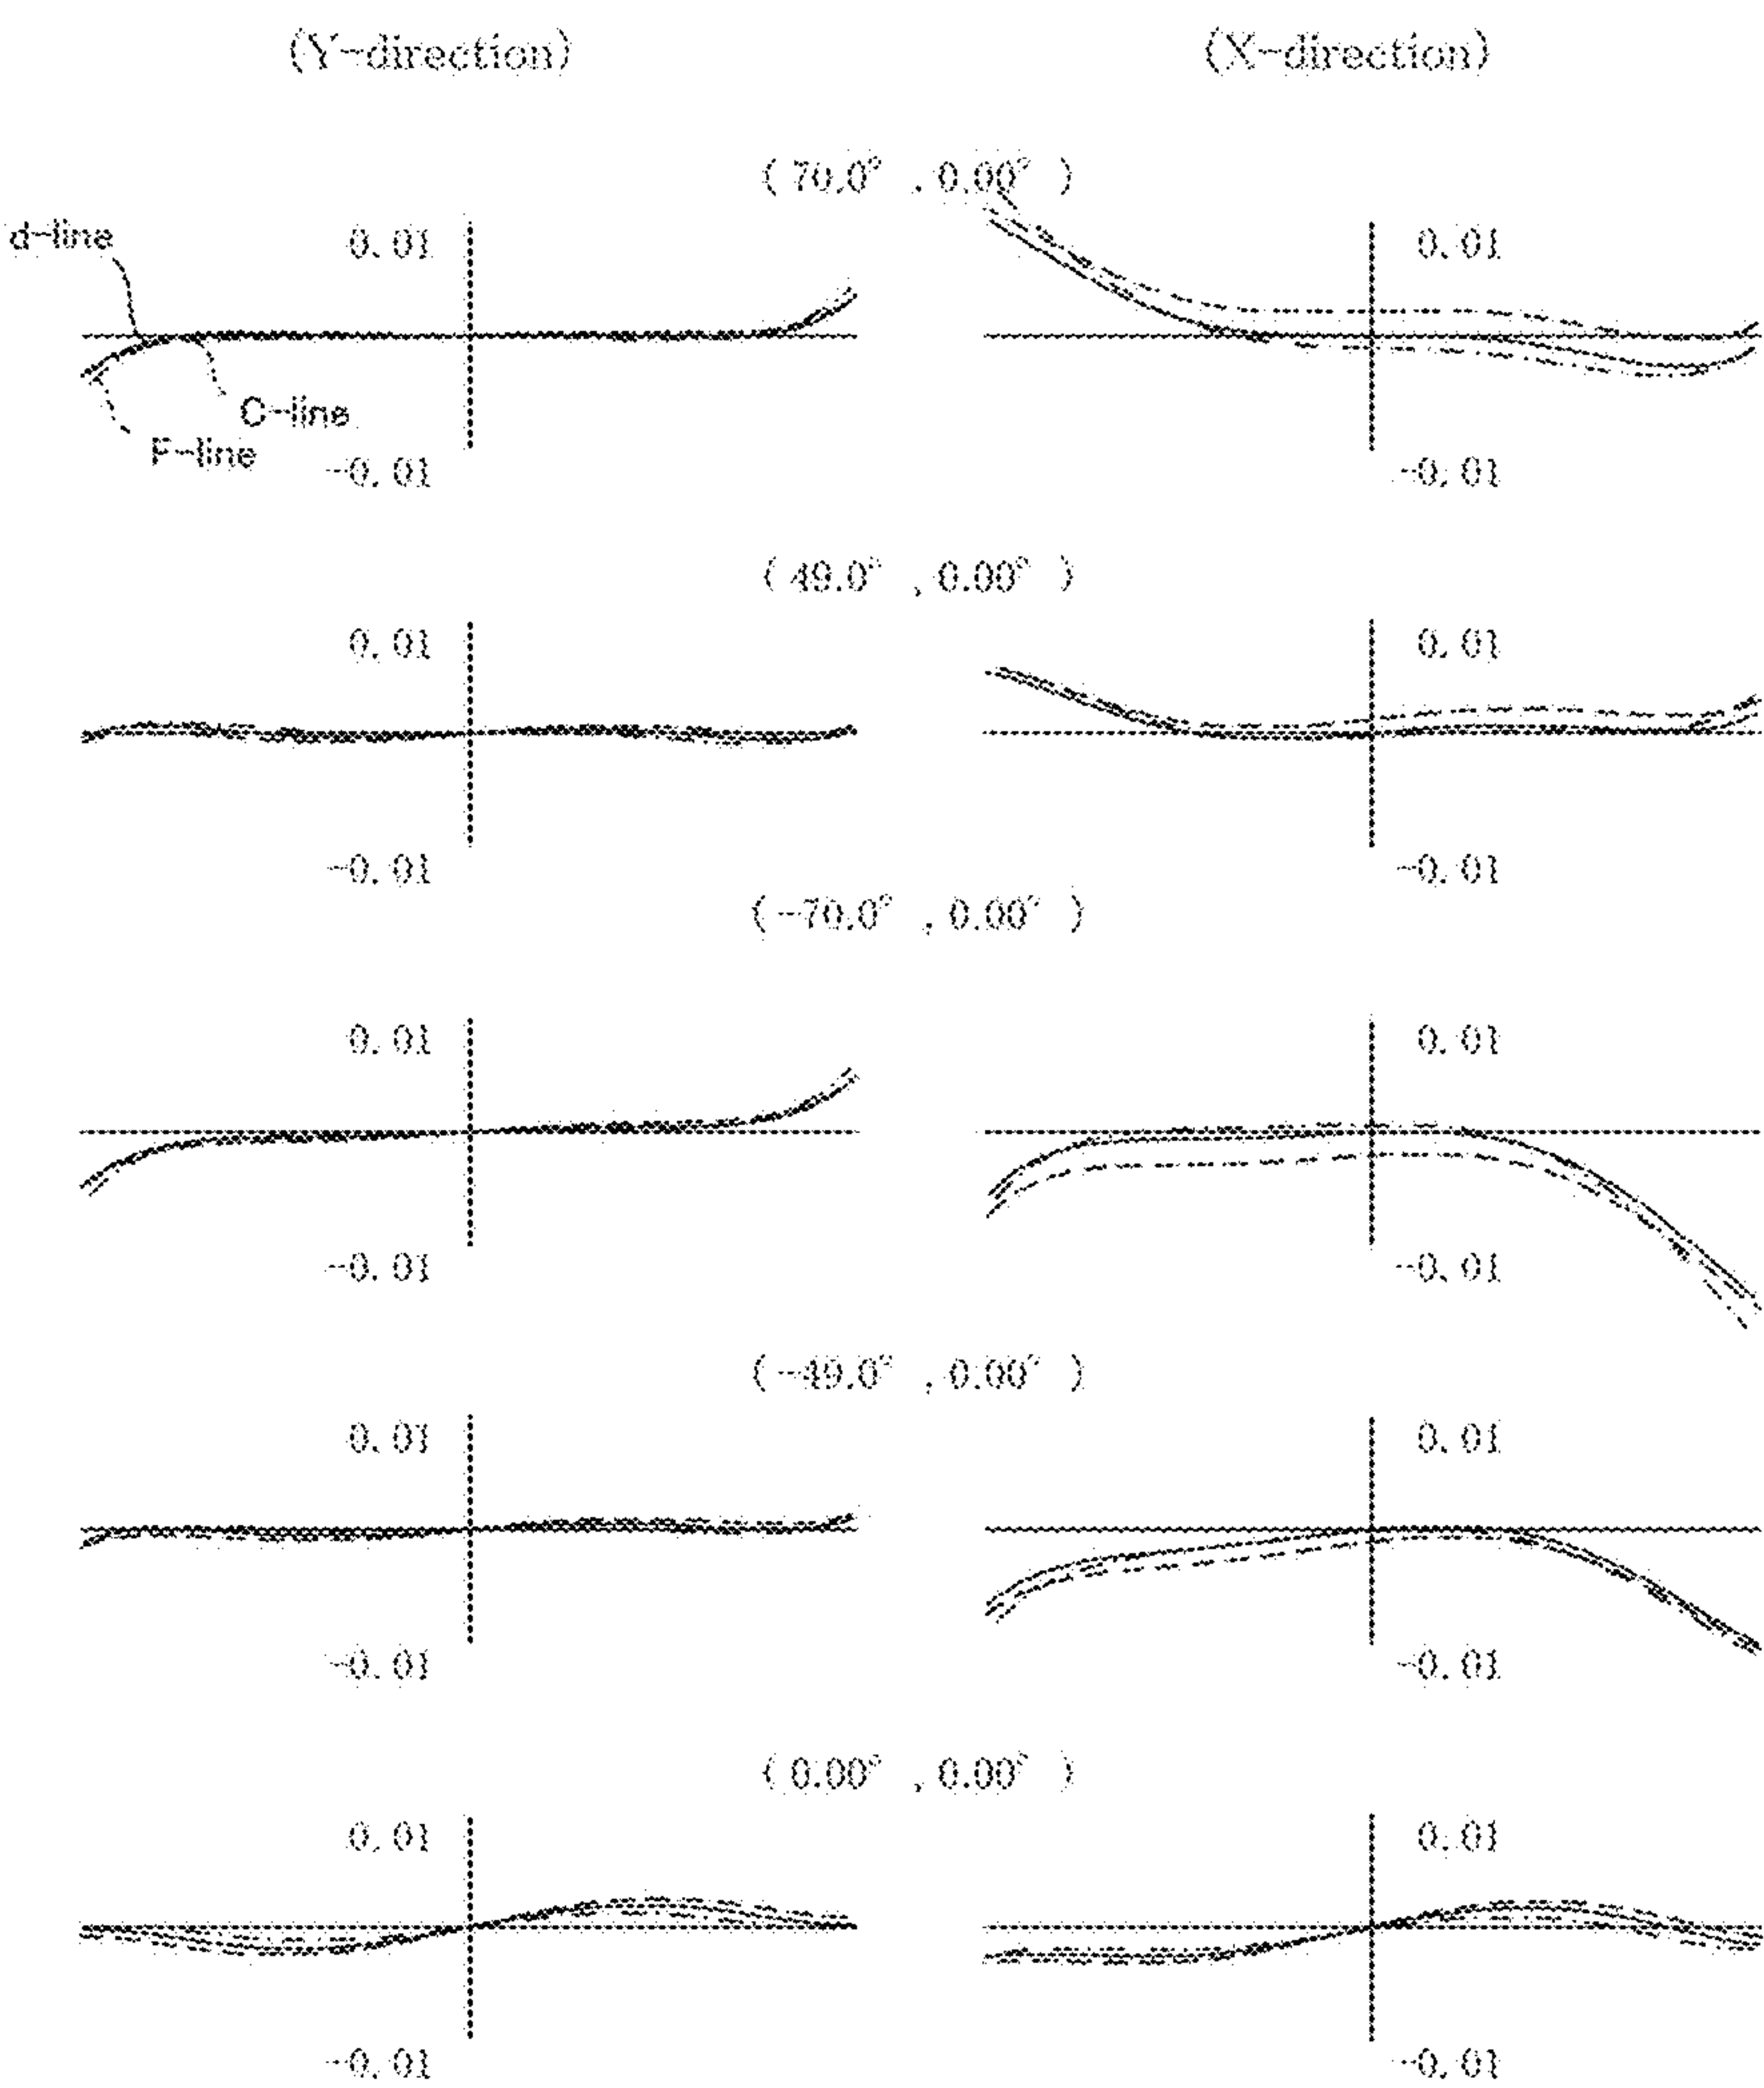 (Y-direction) (X-direction)
(70.0° , 0.00°)
d-line 0.01 0.01
C-line
F-line -0.01 -0.01
(49.0° , 0.00°)
0.01 0.01
-0.01 -0.01
(-70.0° , 0.00°)
0.01 0.01
-0.01 -0.01
(-49.0° , 0.00°)
0.01 0.01
-0.01 -0.01
(0.00° , 0.00°)
0.01 0.01
-0.01 -0.01